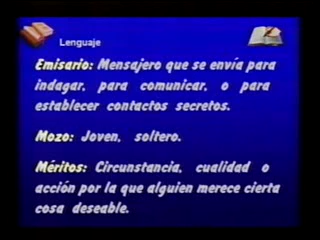 Lenguaje
Emisario: Mensajero que se envía para
indagar, para comunicar, o para
establecer contactos secretos.
Mozo: Joven, soltero.
Méritos: Circunstancia, cualidad o
acción por la que alguien merece cierta
cosa deseable.